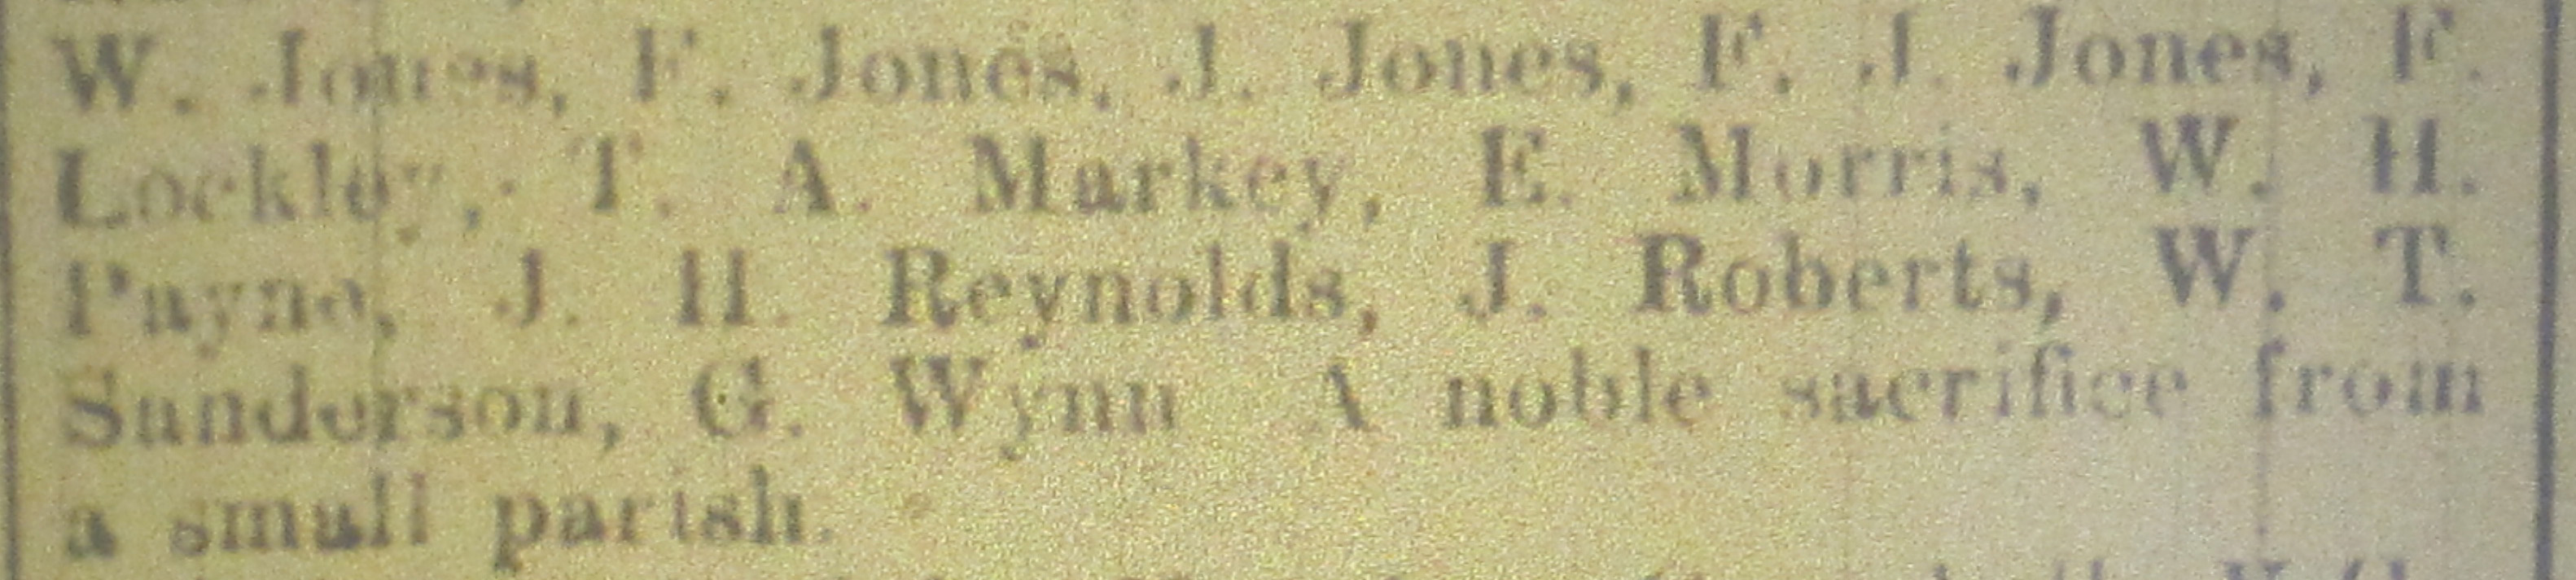 W. Jones, F. Jones, J. Jones, F. J. Jones, F.
Lockley, T. A. Markey, E. Morris, W. H.
Payne, J. H. Reynolds, J. Roberts, W. T.
Sanderson, G. Wynn A noble sacrifice from
a small parish.